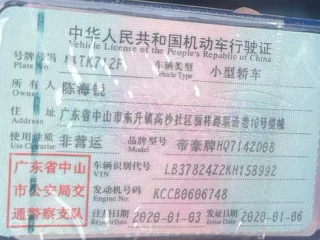 中华人民共和国机动车行驶证
Vehicle License of the People's Republic of China
号牌号码 TK712F 车辆类型 小型轿车
Plate No. Vehicle Type
所有人 陈海
Owner
住址 广东省中山市东升镇高沙社区
Address
使用性质 非营运 品牌型号 帝豪牌HQ7142D08
Use Character Model
广东省中山市公安局交通警察支队
车辆识别代号 LB37824Z2KH158992
VIN
发动机号码 KCCB0606748
Engine No.
注册日期 2020-01-03 发证日期 2020-01-06
Register Date Issue Date